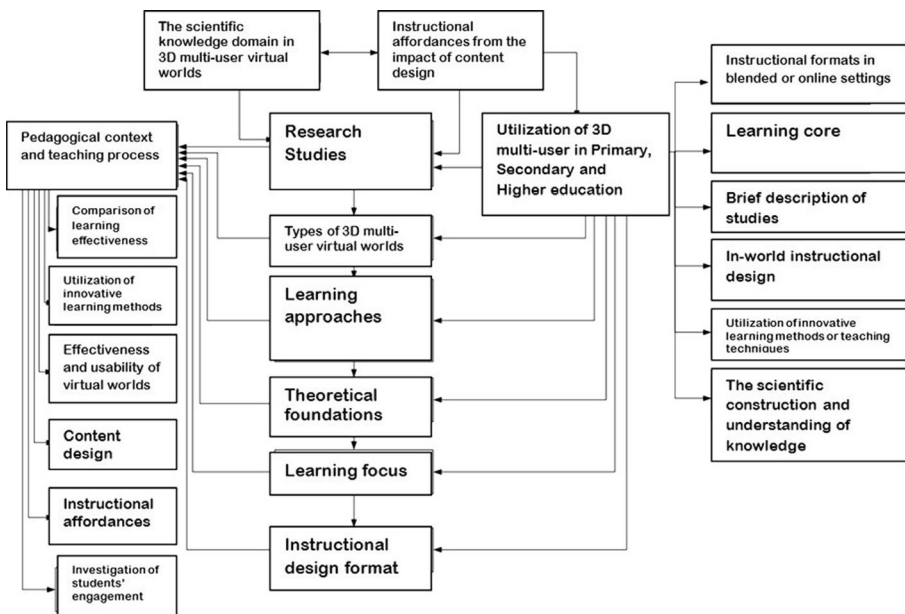 The scientific
knowledge domain in
3D multi-user virtual
worlds
Instructional
affordances from the
impact of content
design
Instructional formats in
blended or online settings
Pedagogical context
and teaching process
Research
Studies
Utilization of 3D
multi-user in Primary,
Secondary and
Higher education
Learning core
Comparison of
learning
effectiveness
Types of 3D multi-
user virtual worlds
Brief description of
studies
Utilization of
innovative
learning methods
Learning
approaches
In-world instructional
design
Effectiveness
and usability of
virtual worlds
Utilization of innovative
learning methods or teaching
techniques
Theoretical
foundations
The scientific
construction and
understanding of
knowledge
Content
design
Learning focus
Instructional
affordances
Instructional
design format
Investigation of
students'
engagement